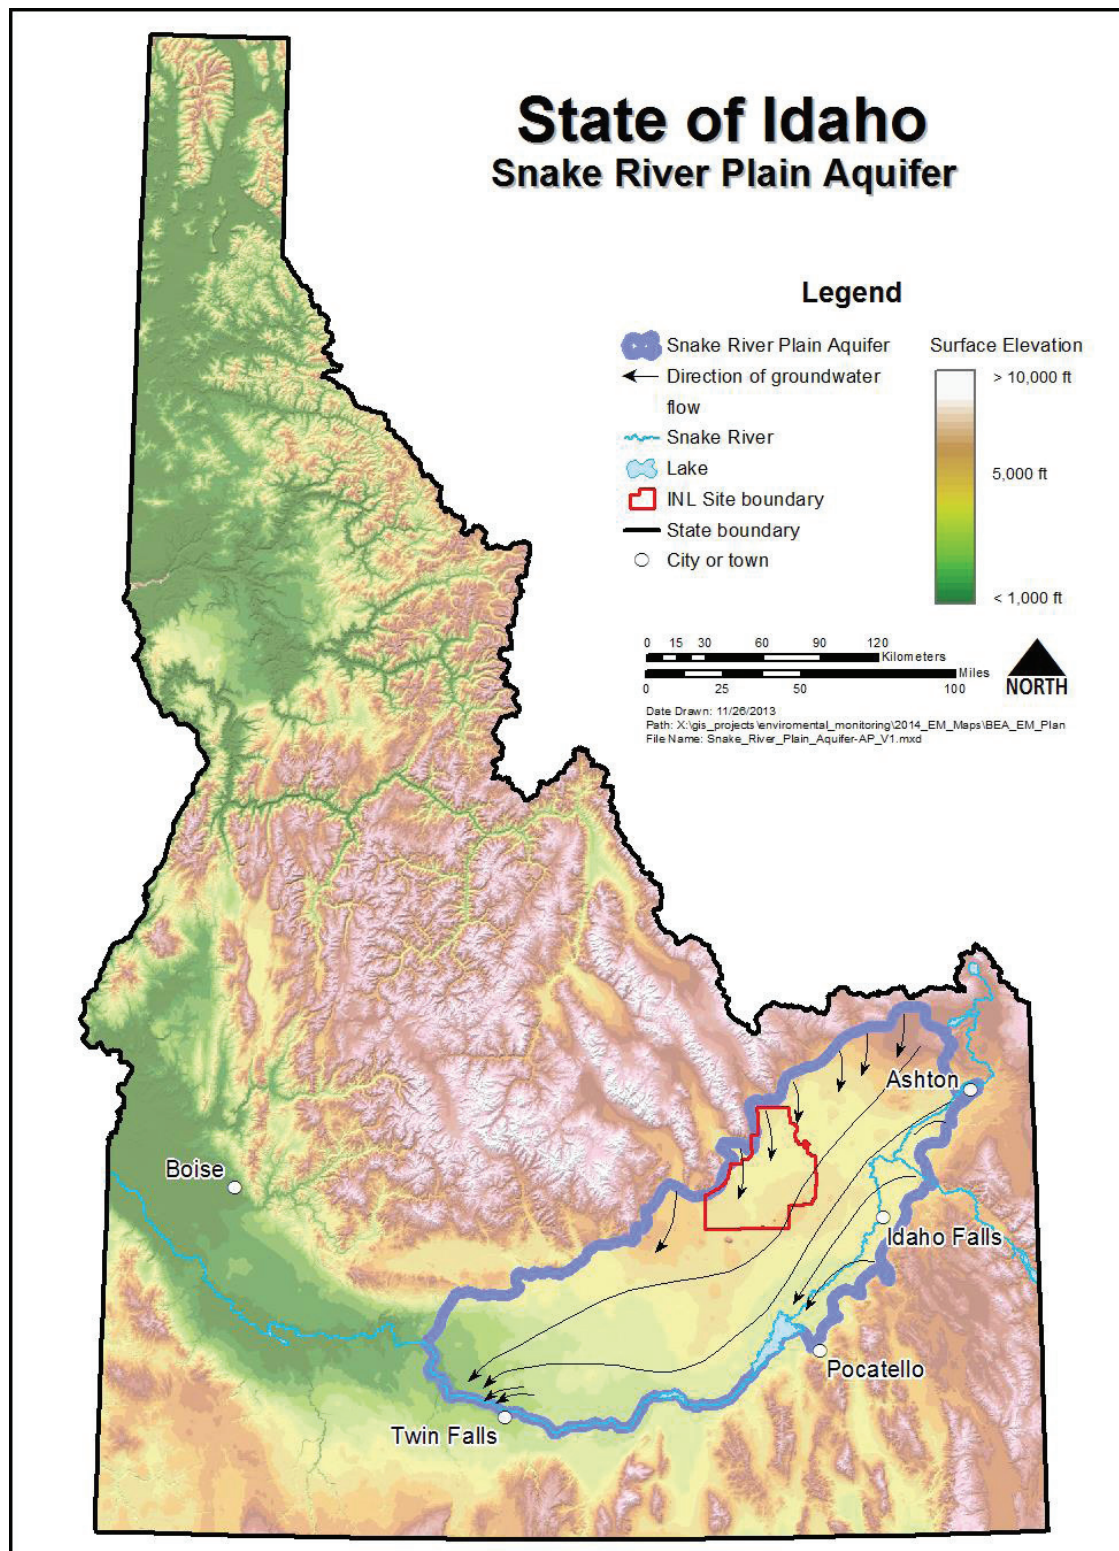 State of Idaho
Snake River Plain Aquifer
Legend
Snake River Plain Aquifer
Direction of groundwater
flow
Snake River
Lake
INL Site boundary
State boundary
City or town
Surface Elevation
> 10,000 ft
5,000 ft
< 1,000 ft
0 15 30 60 90 120
Kilometers
Miles
0 25 50 100
NORTH
Date Drawn: 11/26/2013
Path: X:\gis_projects\enviromental_monitoring\2014_EM_Maps\BEA_EM_Plan
File Name: Snake_River_Plain_Aquifer-AP_V1.mxd
Ashton
Boise
Idaho Falls
Pocatello
Twin Falls